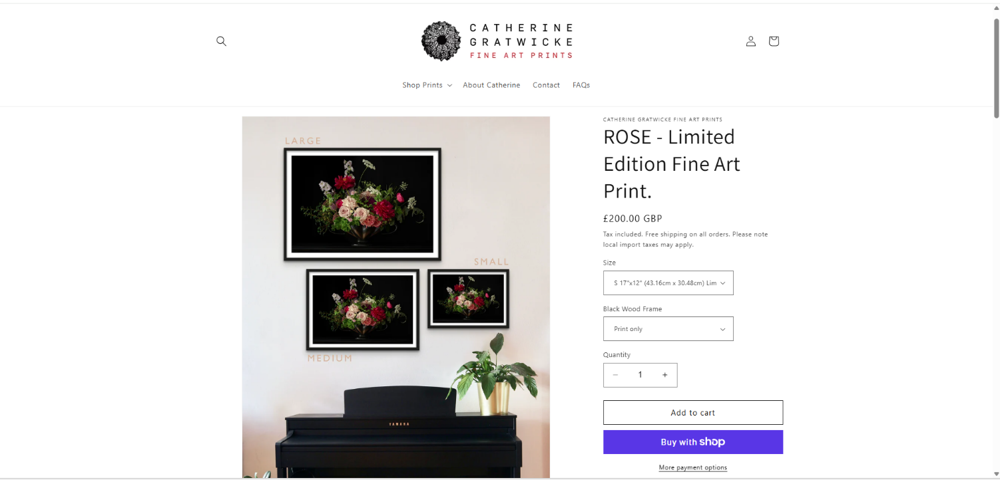 CATHERINE
GRATWICKE
FINE ART PRINTS
Shop Prints
About Catherine
Contact
FAQs
LARGE
SMALL
MEDIUM
YAMAHA
CATHERINE GRATWICKE FINE ART PRINTS
ROSE - Limited
Edition Fine Art
Print.
£200.00 GBP
Tax included. Free shipping on all orders. Please note
local import taxes may apply.
Size
S 17"x12" (43.16cm x 30.48cm) Lim
Black Wood Frame
Print only
Quantity
− 1 +
Add to cart
Buy with shop
More payment options